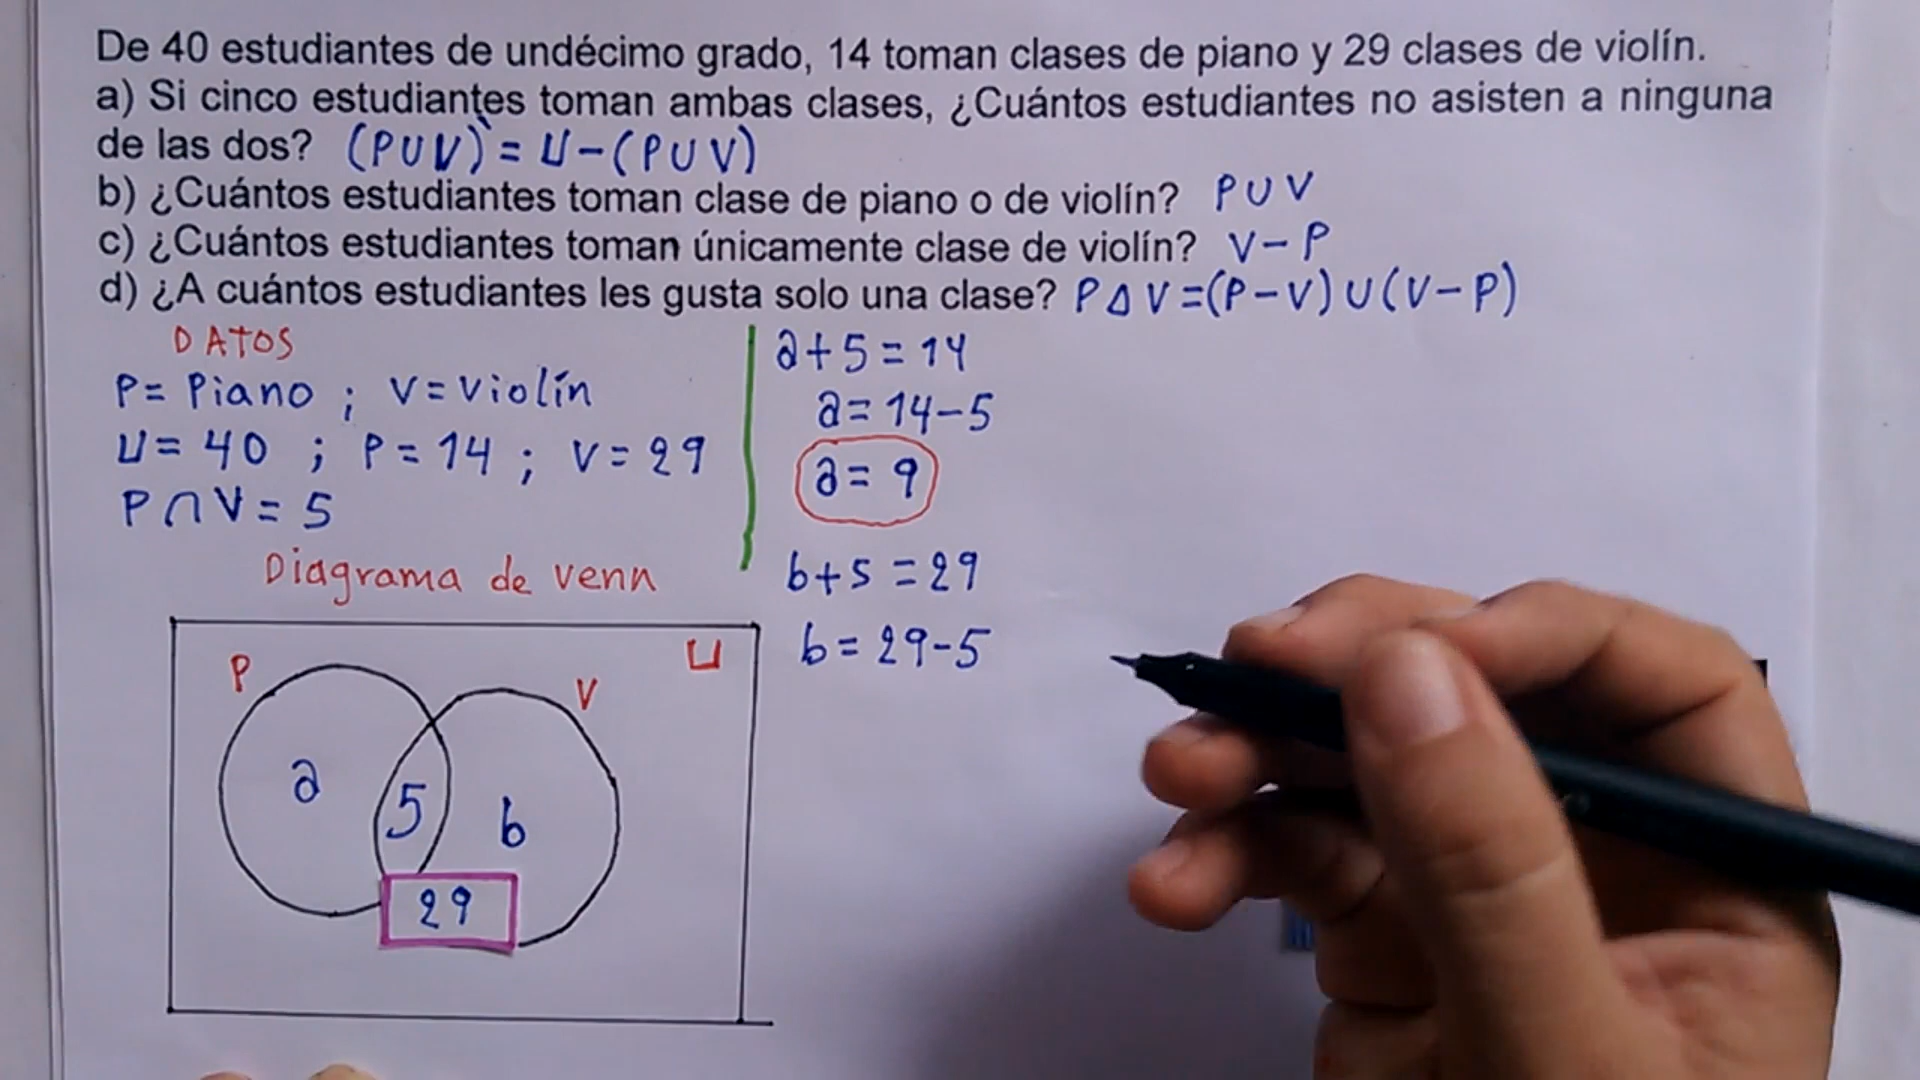 De 40 estudiantes de undécimo grado, 14 toman clases de piano y 29 clases de violín.
a) Si cinco estudiantes toman ambas clases, ¿Cuántos estudiantes no asisten a ninguna
de las dos? (P∪V)` = U-(P∪V)
b) ¿Cuántos estudiantes toman clase de piano o de violín? P∪V
c) ¿Cuántos estudiantes toman únicamente clase de violín? V-P
d) ¿A cuántos estudiantes les gusta solo una clase? P△V=(P-V)∪(V-P)
DATOS
P= Piano ; V=violín
U= 40 ; P=14 ; V=29
P∩V=5
a+5=14
a=14-5
a=9
b+5=29
b=29-5
Diagrama de venn
P
V
U
a
5
b
29